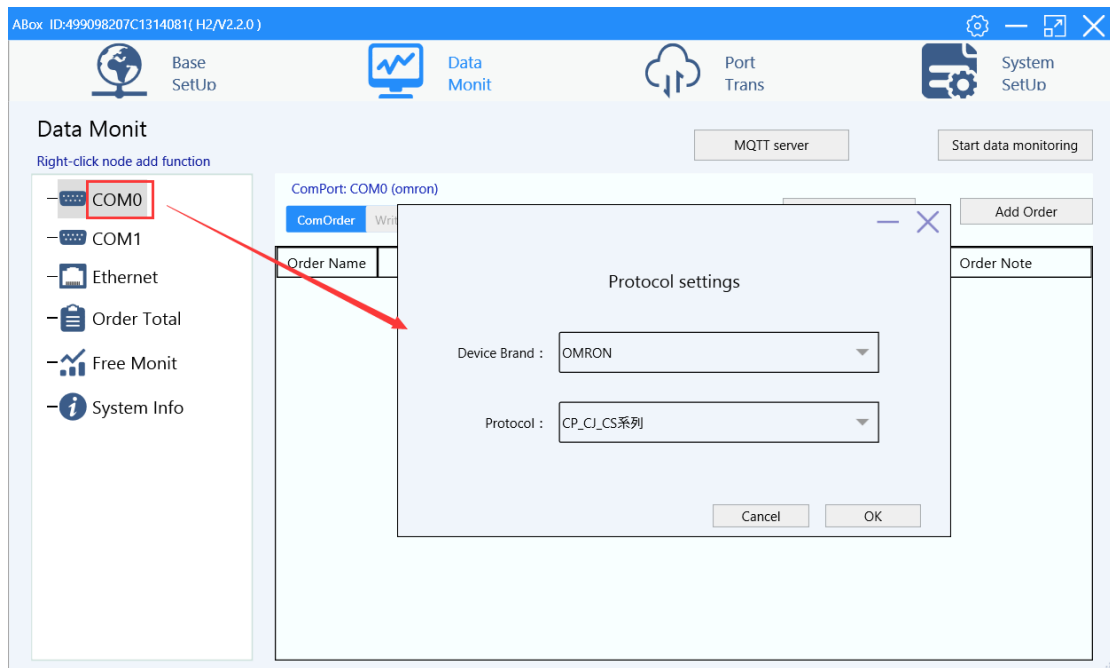 ABox ID:499098207C1314081( H2/V2.2.0 )
Base
SetUp
Data
Monit
Port
Trans
System
SetUp
Data Monit
Right-click node add function
MQTT server
Start data monitoring
COM0
COM1
Ethernet
Order Total
Free Monit
System Info
ComPort: COM0 (omron)
ComOrder
Writ
Add Order
Order Name
Order Note
Protocol settings
Device Brand :
OMRON
Protocol :
CP_CJ_CS系列
Cancel
OK